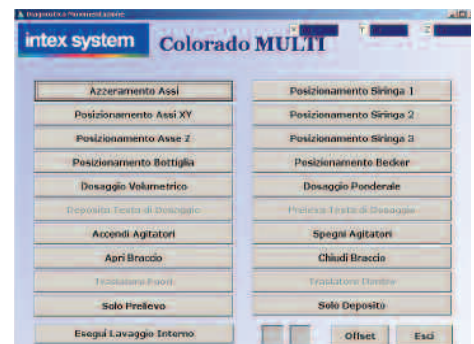 Diagnostica Movimentazione
intex system
Colorado MULTI
X
Y
Z
Azzeramento Assi
Posizionamento Siringa 1
Posizionamento Assi XY
Posizionamento Siringa 2
Posizionamento Asse Z
Posizionamento Siringa 3
Posizionamento Bottiglia
Posizionamento Becker
Dosaggio Volumetrico
Dosaggio Ponderale
Deposito Testa di Dosaggio
Prelievo Testa di Dosaggio
Accendi Agitatori
Spegni Agitatori
Apri Braccio
Chiudi Braccio
Traslatore Fuori
Traslatore Dentro
Solo Prelievo
Solo Deposito
Esegui Lavaggio Interno
Offset
Esci